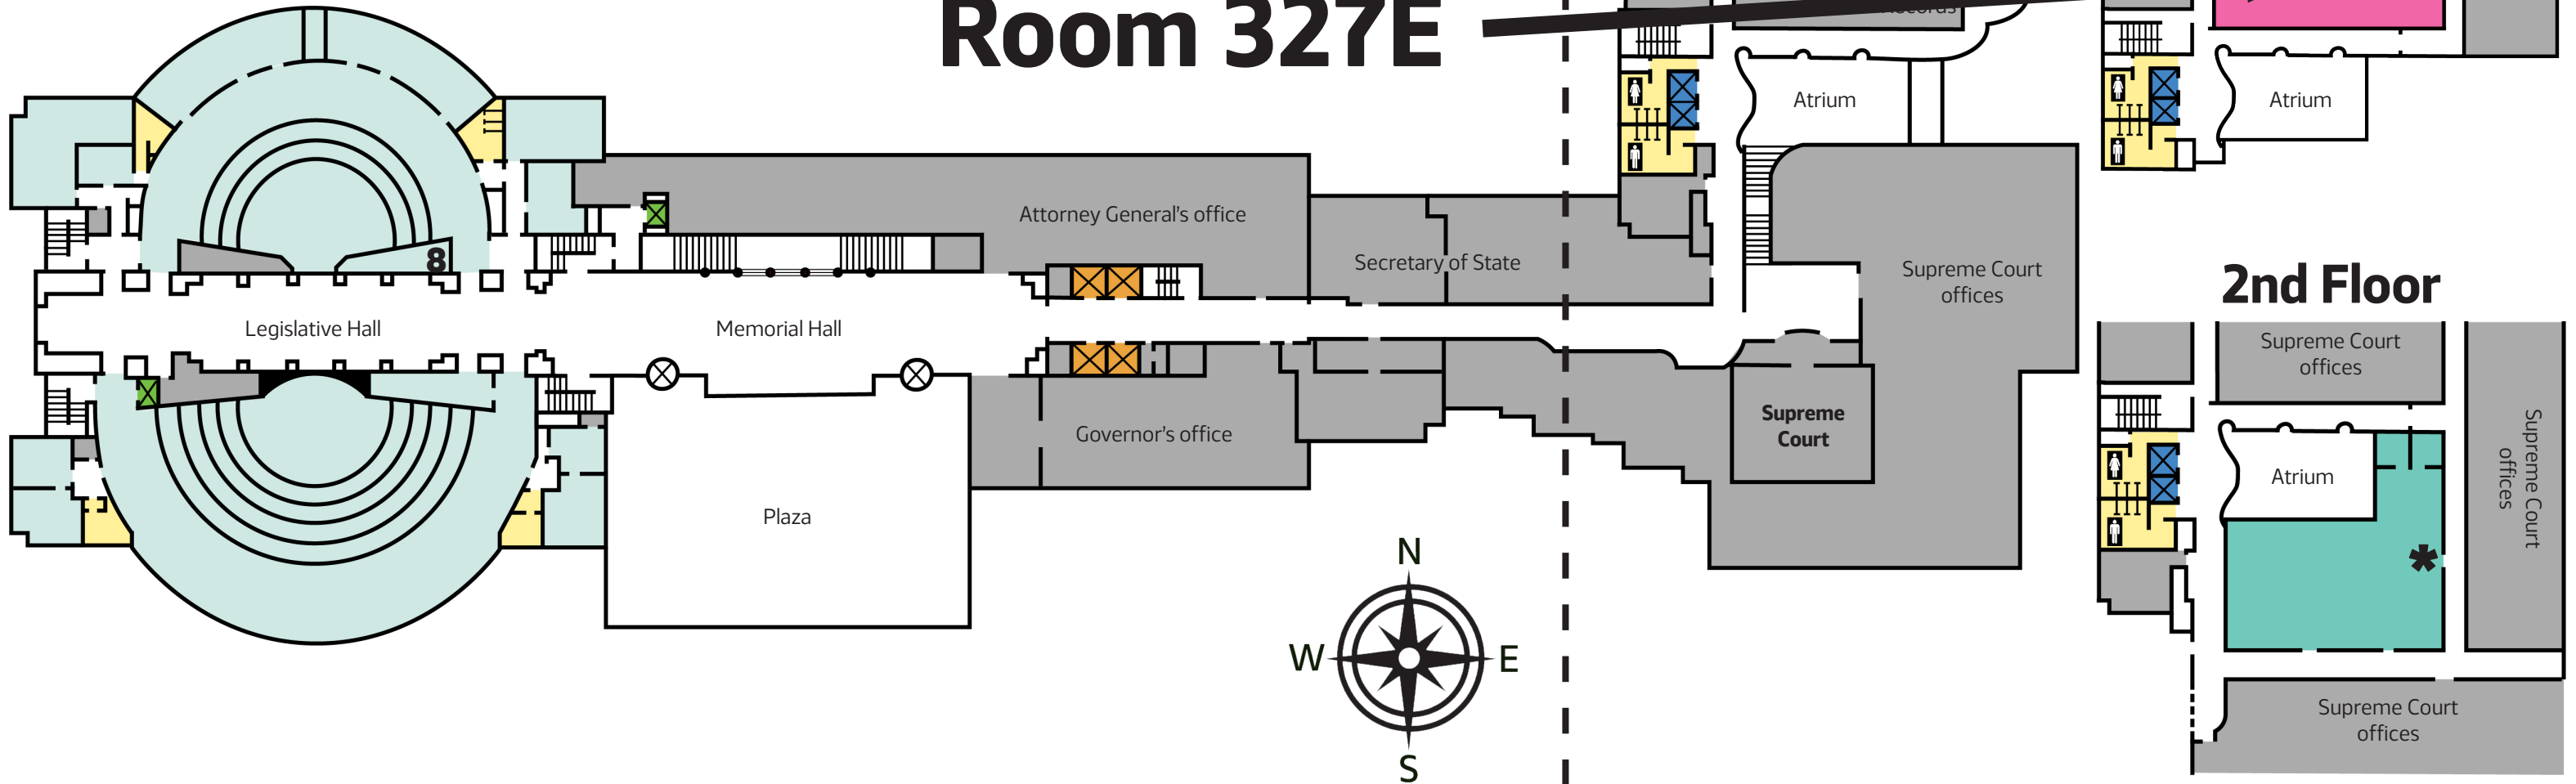 Room 327E
Records
Atrium
Atrium
8
Attorney General's office
Secretary of State
Supreme Court
offices
Legislative Hall
Memorial Hall
Governor's office
Supreme
Court
Plaza
N
W
E
S
2nd Floor
Supreme Court
offices
Supreme Court
offices
Atrium
*
Supreme Court
offices